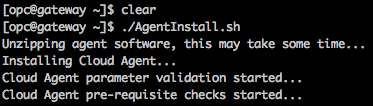 [opc@gateway ~]$ clear
[opc@gateway ~]$ ./AgentInstall.sh
Unzipping agent software, this may take some time...
Installing Cloud Agent...
Cloud Agent parameter validation started...
Cloud Agent pre-requisite checks started...